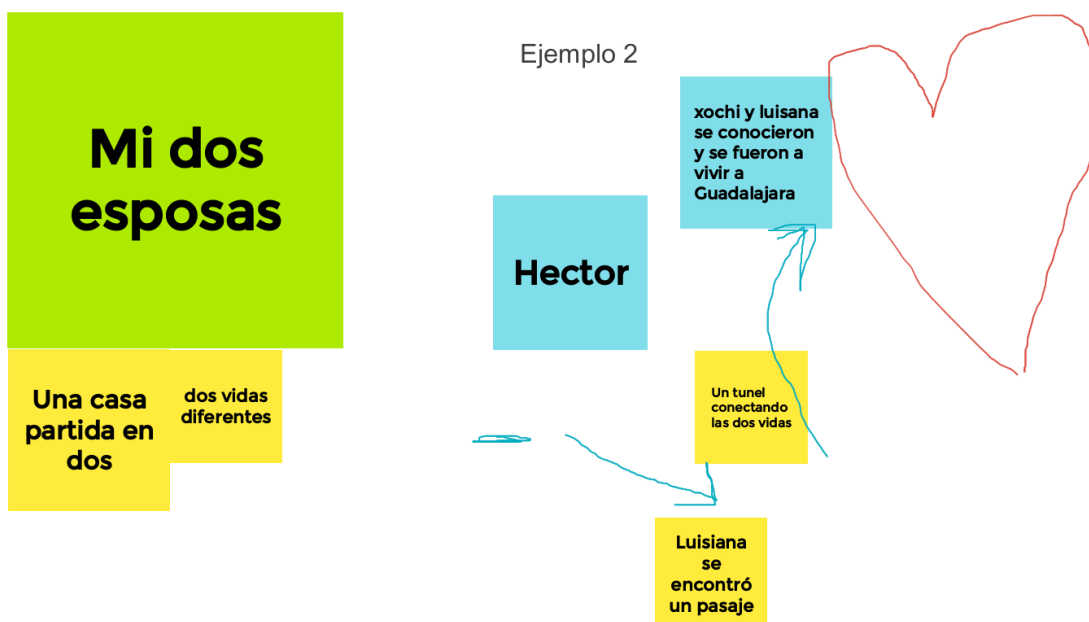 Ejemplo 2
Mi dos
esposas
Una casa
partida en
dos
dos vidas
diferentes
Hector
xochi y luisana
se conocieron
y se fueron a
vivir a
Guadalajara
Un tunel
conectando
las dos vidas
Luisiana
se
encontró
un pasaje